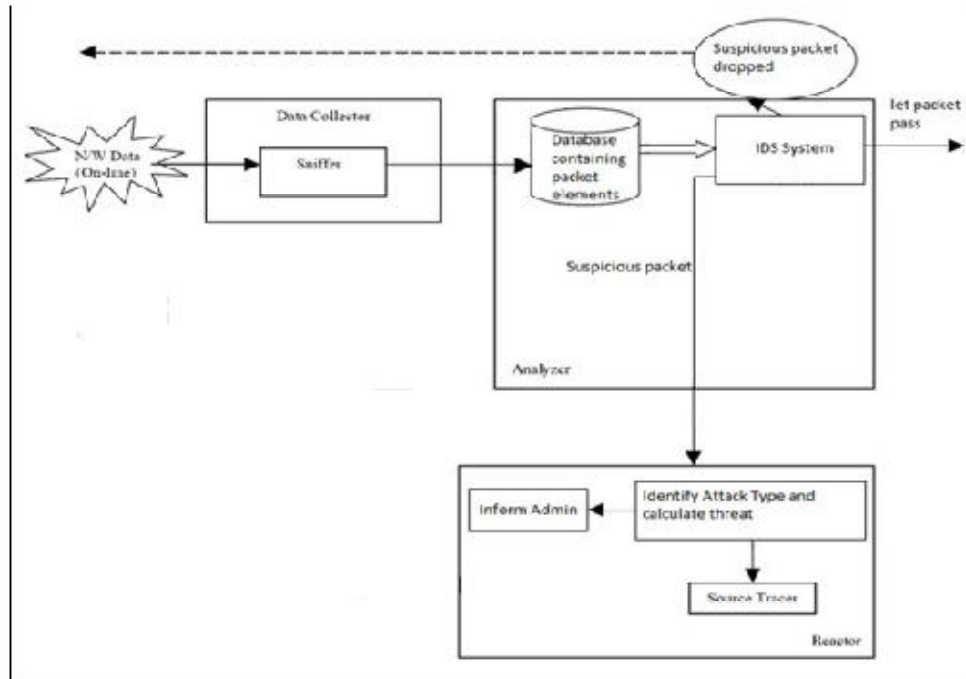 Suspicious packet
dropped
let packet
pass
Data Collector
N/W Data
(On-line)
Sniffer
Database
containing
packet
elements
IDS System
Suspicious packet
Analyzer
Inform Admin
Identify Attack Type and
calculate threat
Source Tracer
Reactor